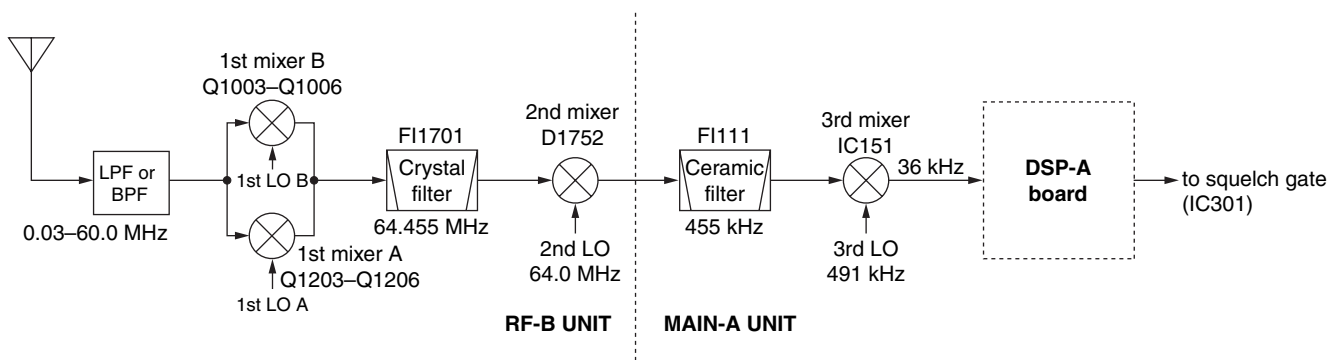 LPF or
BPF
0.03–60.0 MHz
1st mixer B
Q1003–Q1006
1st LO B
1st mixer A
Q1203–Q1206
1st LO A
FI1701
Crystal
filter
64.455 MHz
2nd mixer
D1752
2nd LO
64.0 MHz
RF-B UNIT
MAIN-A UNIT
FI111
Ceramic
filter
455 kHz
3rd mixer
IC151
36 kHz
3rd LO
491 kHz
DSP-A
board
to squelch gate
(IC301)